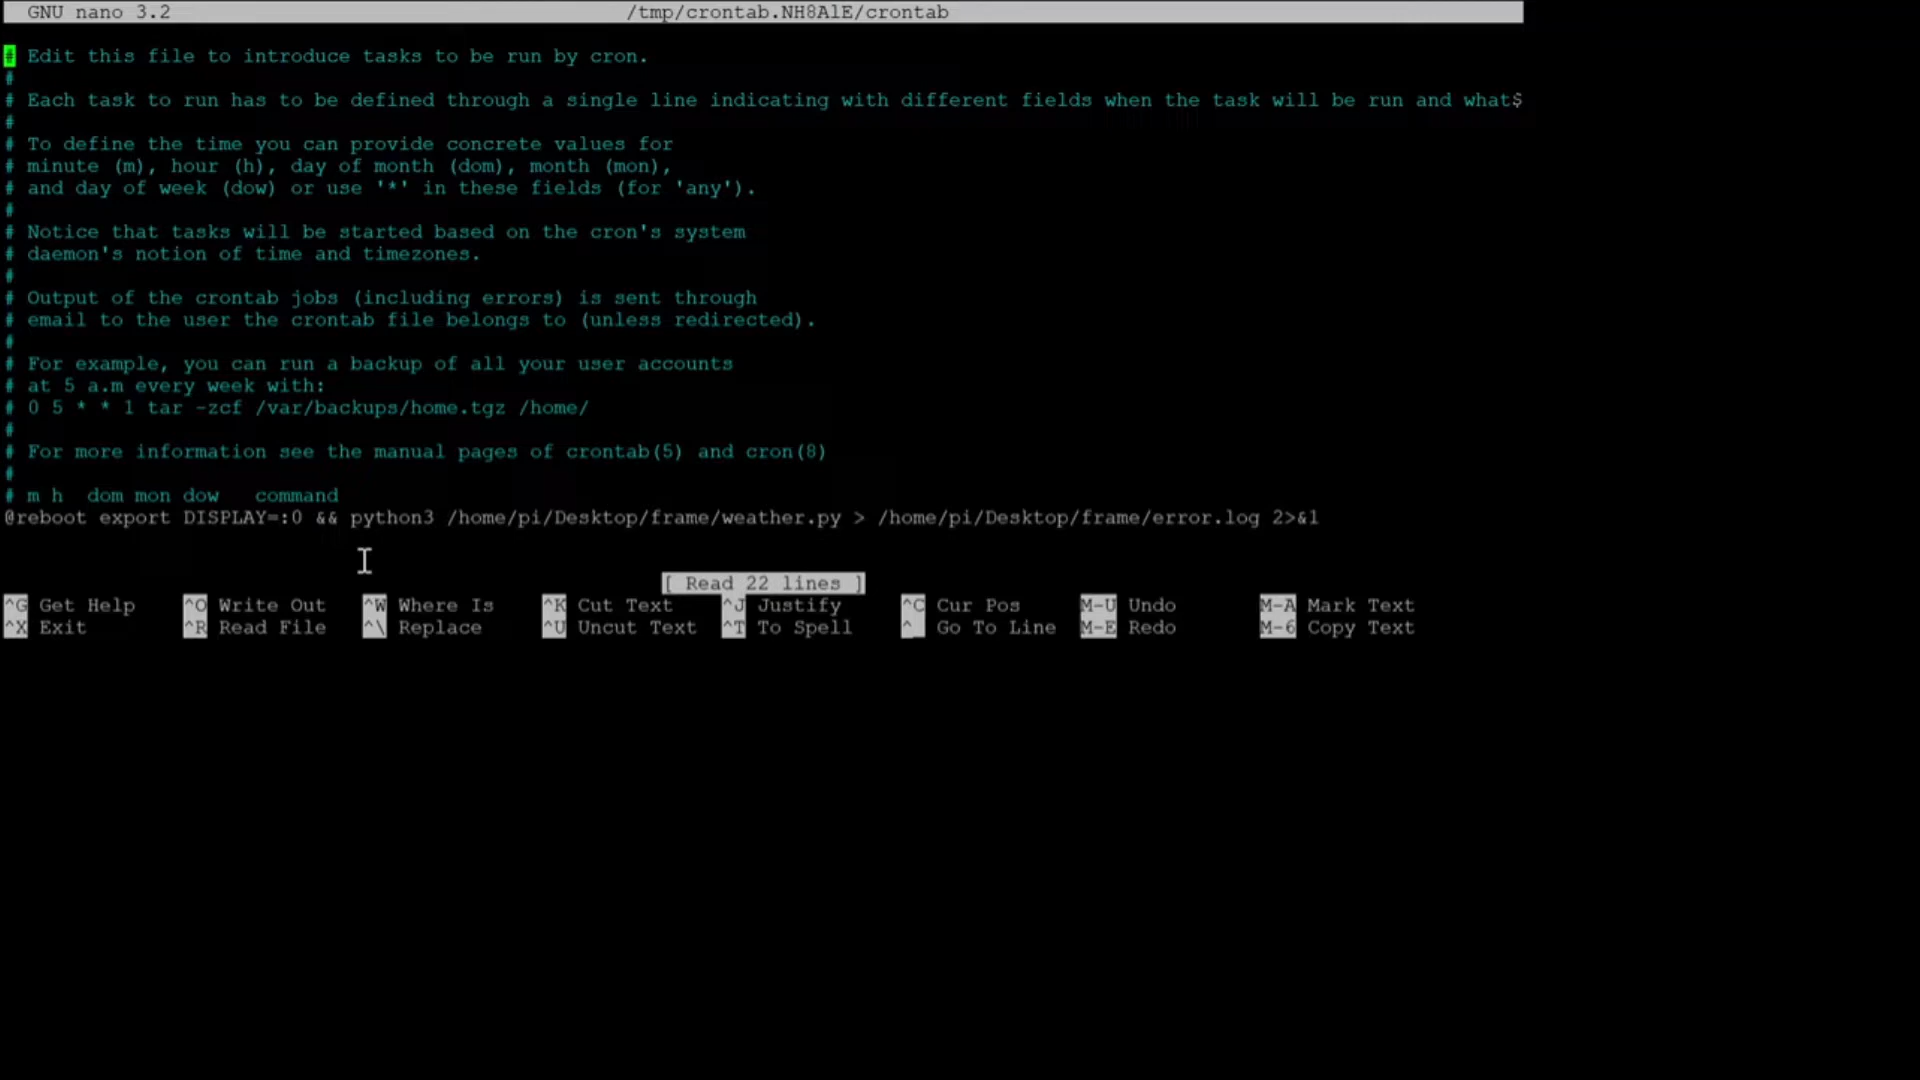 GNU nano 3.2 /tmp/crontab.NH8AlE/crontab
# Edit this file to introduce tasks to be run by cron.
#
# Each task to run has to be defined through a single line indicating with different fields when the task will be run and what$
#
# To define the time you can provide concrete values for
# minute (m), hour (h), day of month (dom), month (mon),
# and day of week (dow) or use '*' in these fields (for 'any').
#
# Notice that tasks will be started based on the cron's system
# daemon's notion of time and timezones.
#
# Output of the crontab jobs (including errors) is sent through
# email to the user the crontab file belongs to (unless redirected).
#
# For example, you can run a backup of all your user accounts
# at 5 a.m every week with:
# 0 5 * * 1 tar -zcf /var/backups/home.tgz /home/
#
# For more information see the manual pages of crontab(5) and cron(8)
#
# m h  dom mon dow   command
@reboot export DISPLAY=:0 && python3 /home/pi/Desktop/frame/weather.py > /home/pi/Desktop/frame/error.log 2>&1
[ Read 22 lines ]
^G Get Help ^O Write Out ^W Where Is ^K Cut Text ^J Justify ^C Cur Pos M-U Undo M-A Mark Text
^X Exit ^R Read File ^\ Replace ^U Uncut Text ^T To Spell ^_ Go To Line M-E Redo M-6 Copy Text